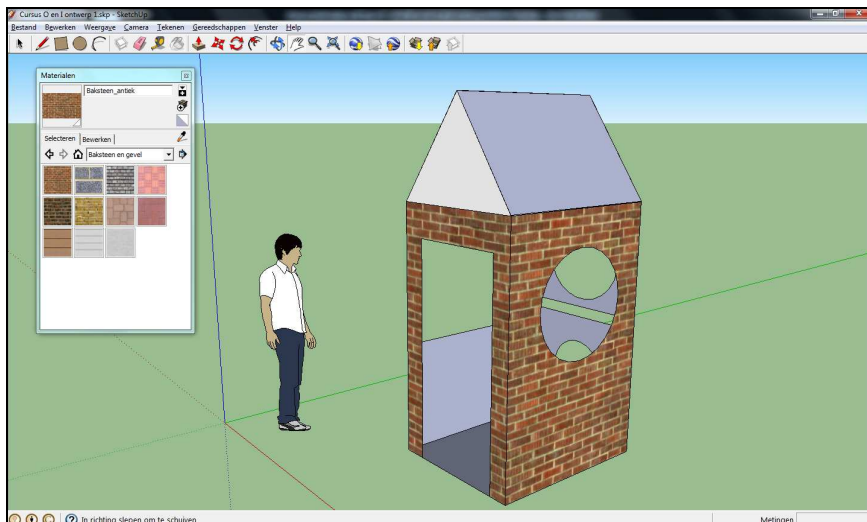 Cursus O en I ontwerp 1.skp - SketchUp
Bestand Bewerken Weergave Camera Tekenen Gereedschappen Venster Help
Materialen
Baksteen_antiek
Selecteren Bewerken
Baksteen en gevel
In richting slepen om te schuiven
Metingen